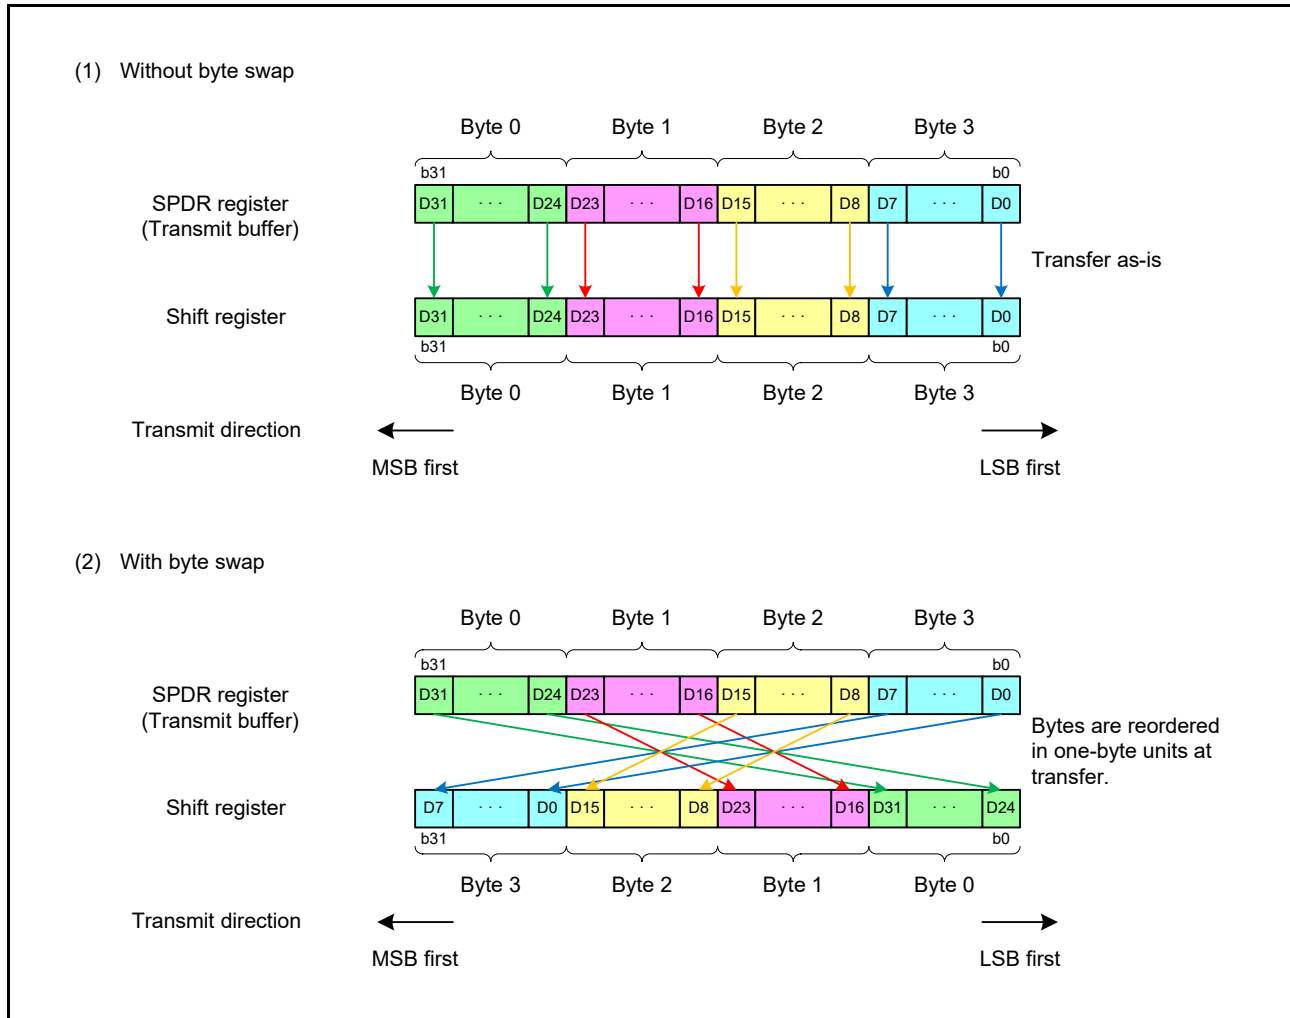 (1) Without byte swap
Byte 0 Byte 1 Byte 2 Byte 3
b31 b0
SPDR register
(Transmit buffer)
D31 · · · D24 D23 · · · D16 D15 · · · D8 D7 · · · D0
Transfer as-is
Shift register
D31 · · · D24 D23 · · · D16 D15 · · · D8 D7 · · · D0
b31 b0
Byte 0 Byte 1 Byte 2 Byte 3
Transmit direction
MSB first LSB first
(2) With byte swap
Byte 0 Byte 1 Byte 2 Byte 3
b31 b0
SPDR register
(Transmit buffer)
D31 · · · D24 D23 · · · D16 D15 · · · D8 D7 · · · D0
Bytes are reordered
in one-byte units at
transfer.
Shift register
D7 · · · D0 D15 · · · D8 D23 · · · D16 D31 · · · D24
b31 b0
Byte 3 Byte 2 Byte 1 Byte 0
Transmit direction
MSB first LSB first